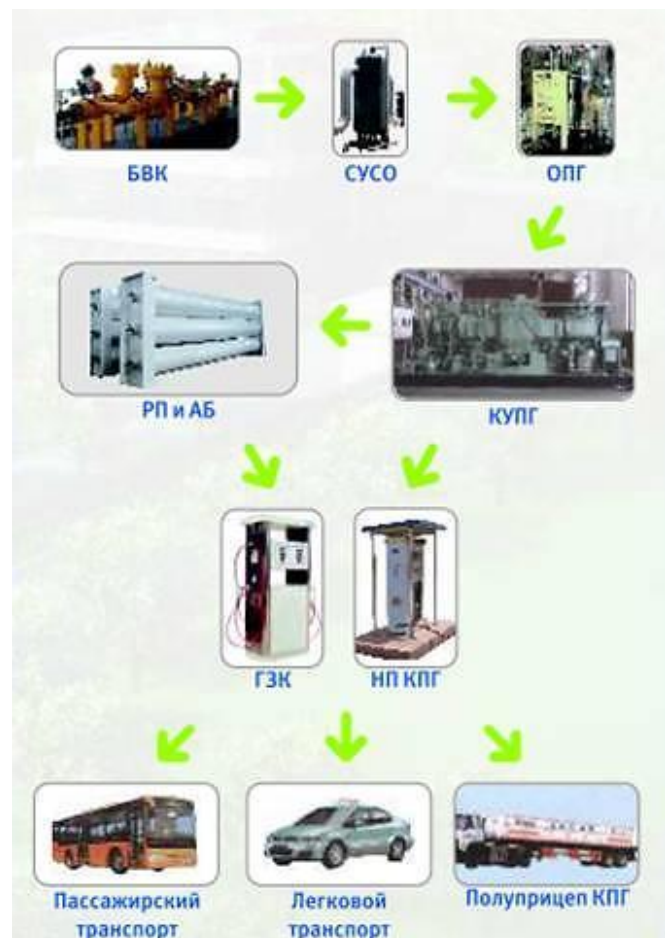 БВК
СУСО
ОПГ
РП и АБ
КУПГ
ГЗК
НП КПГ
Пассажирский
транспорт
Легковой
транспорт
Полуприцеп КПГ